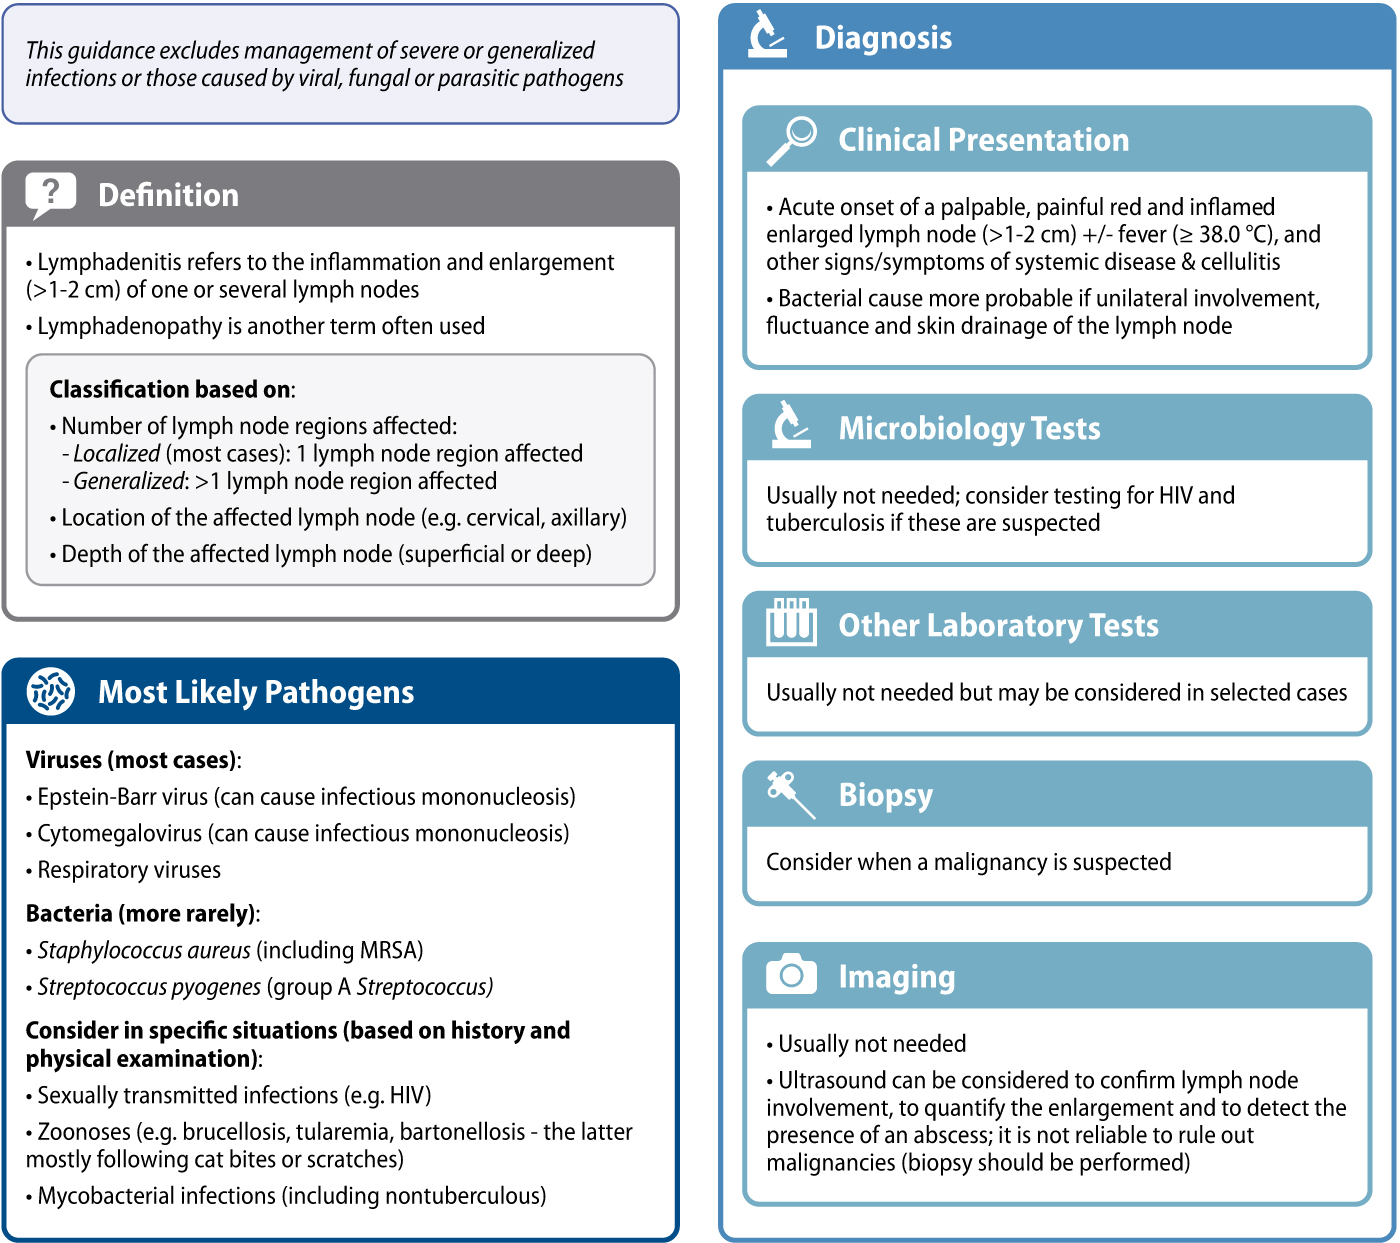 This guidance excludes management of severe or generalized
infections or those caused by viral, fungal or parasitic pathogens
? Definition
• Lymphadenitis refers to the inflammation and enlargement
(>1-2 cm) of one or several lymph nodes
• Lymphadenopathy is another term often used
Classification based on:
• Number of lymph node regions affected:
- Localized (most cases): 1 lymph node region affected
- Generalized: >1 lymph node region affected
• Location of the affected lymph node (e.g. cervical, axillary)
• Depth of the affected lymph node (superficial or deep)
Most Likely Pathogens
Viruses (most cases):
• Epstein-Barr virus (can cause infectious mononucleosis)
• Cytomegalovirus (can cause infectious mononucleosis)
• Respiratory viruses
Bacteria (more rarely):
• Staphylococcus aureus (including MRSA)
• Streptococcus pyogenes (group A Streptococcus)
Consider in specific situations (based on history and
physical examination):
• Sexually transmitted infections (e.g. HIV)
• Zoonoses (e.g. brucellosis, tularemia, bartonellosis - the latter
mostly following cat bites or scratches)
• Mycobacterial infections (including nontuberculous)
Diagnosis
Clinical Presentation
• Acute onset of a palpable, painful red and inflamed
enlarged lymph node (>1-2 cm) +/- fever (≥ 38.0 °C), and
other signs/symptoms of systemic disease & cellulitis
• Bacterial cause more probable if unilateral involvement,
fluctuance and skin drainage of the lymph node
Microbiology Tests
Usually not needed; consider testing for HIV and
tuberculosis if these are suspected
Other Laboratory Tests
Usually not needed but may be considered in selected cases
Biopsy
Consider when a malignancy is suspected
Imaging
• Usually not needed
• Ultrasound can be considered to confirm lymph node
involvement, to quantify the enlargement and to detect the
presence of an abscess; it is not reliable to rule out
malignancies (biopsy should be performed)